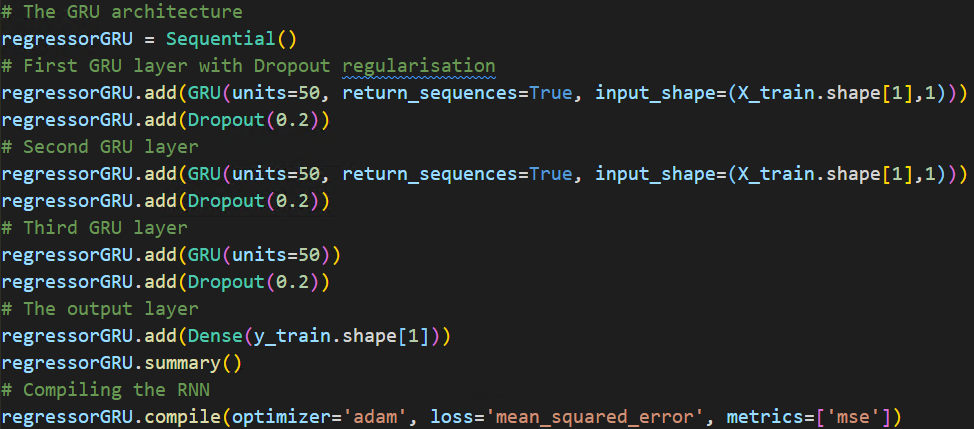 # The GRU architecture
regressorGRU = Sequential()
# First GRU layer with Dropout regularisation
regressorGRU.add(GRU(units=50, return_sequences=True, input_shape=(X_train.shape[1],1)))
regressorGRU.add(Dropout(0.2))
# Second GRU layer
regressorGRU.add(GRU(units=50, return_sequences=True, input_shape=(X_train.shape[1],1)))
regressorGRU.add(Dropout(0.2))
# Third GRU layer
regressorGRU.add(GRU(units=50))
regressorGRU.add(Dropout(0.2))
# The output layer
regressorGRU.add(Dense(y_train.shape[1]))
regressorGRU.summary()
# Compiling the RNN
regressorGRU.compile(optimizer='adam', loss='mean_squared_error', metrics=['mse'])